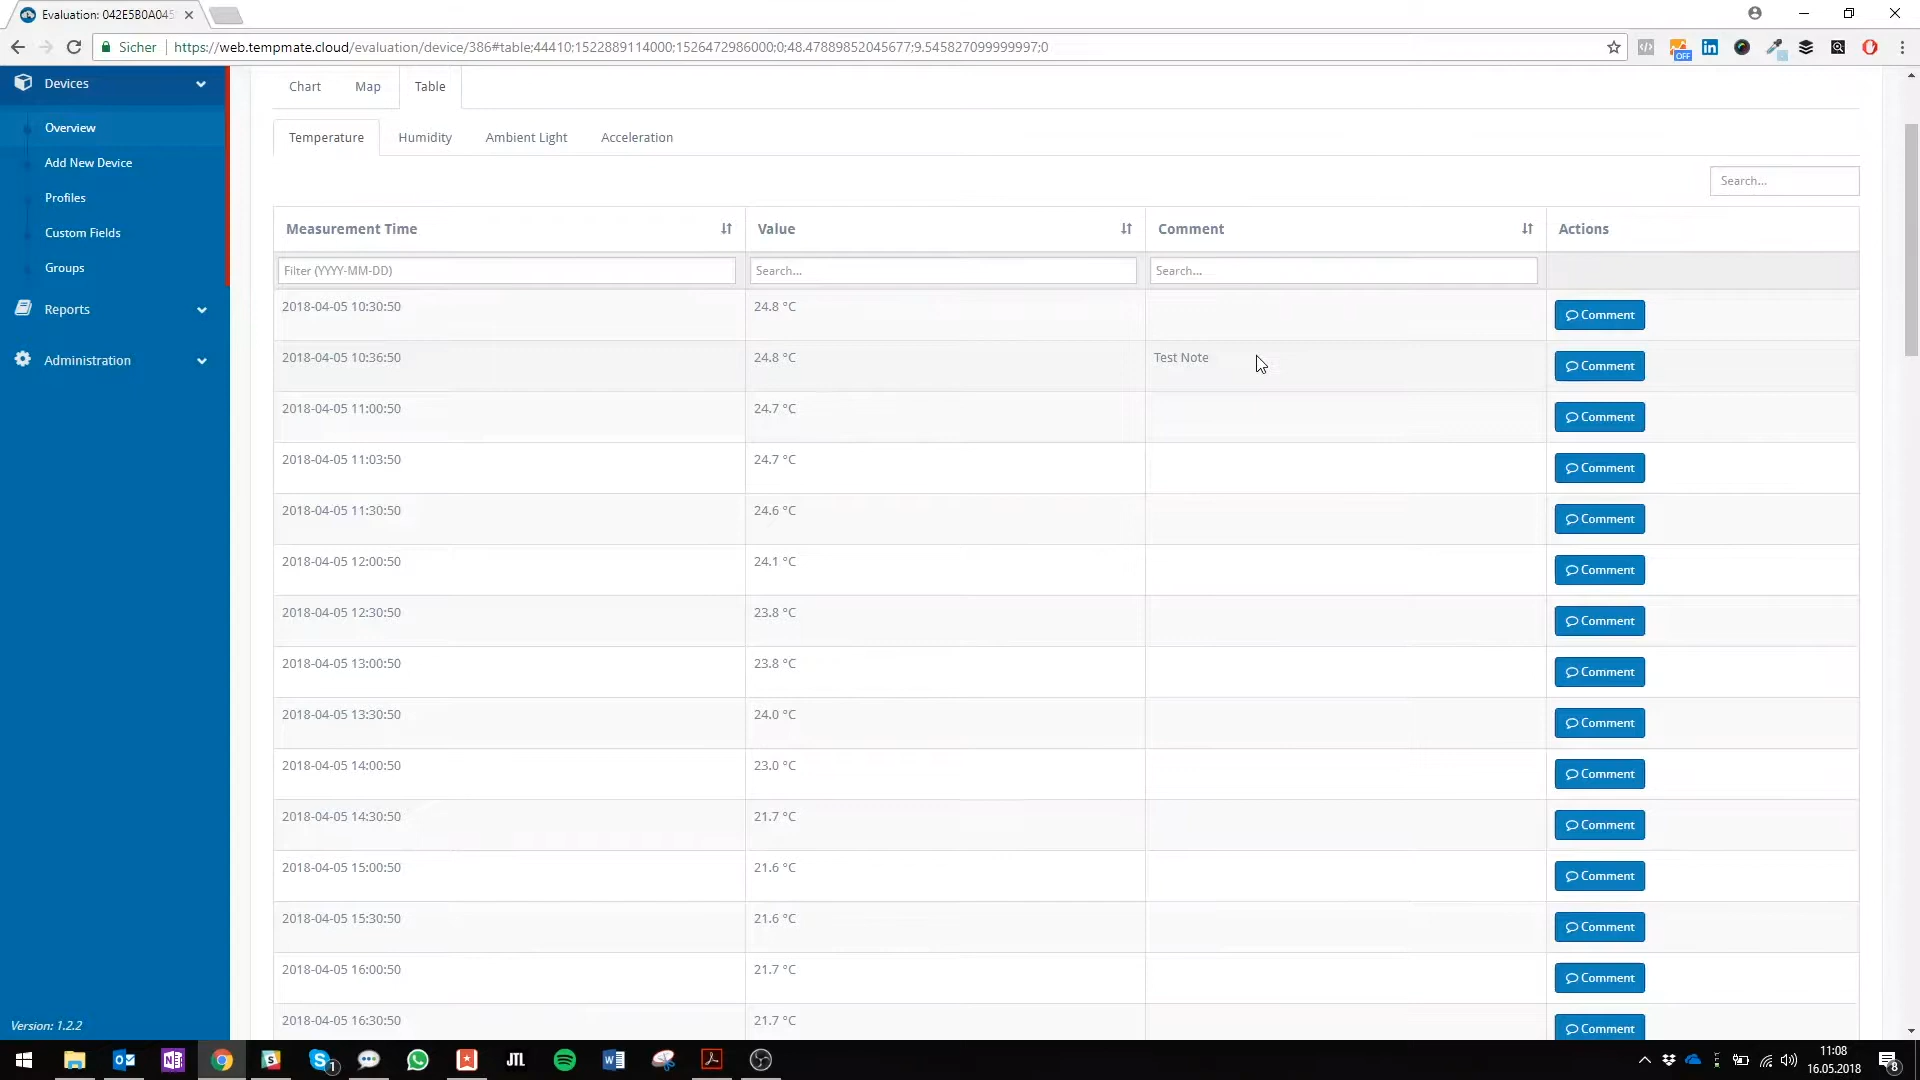 Evaluation: 042E5B0A045
Sicher
https://web.tempmate.cloud/evaluation/device/386#table;44410;1522889114000;1526472986000;0;48.47889852045677;9.545827099999997;0
OFF
Devices
Overview
Add New Device
Profiles
Custom Fields
Groups
Reports
Administration
Version: 1.2.2
Chart Map Table
Temperature Humidity Ambient Light Acceleration
Search...
Measurement Time Value Comment Actions
Filter (YYYY-MM-DD) Search... Search...
2018-04-05 10:30:50 24.8 °C Comment
2018-04-05 10:36:50 24.8 °C Test Note Comment
2018-04-05 11:00:50 24.7 °C Comment
2018-04-05 11:03:50 24.7 °C Comment
2018-04-05 11:30:50 24.6 °C Comment
2018-04-05 12:00:50 24.1 °C Comment
2018-04-05 12:30:50 23.8 °C Comment
2018-04-05 13:00:50 23.8 °C Comment
2018-04-05 13:30:50 24.0 °C Comment
2018-04-05 14:00:50 23.0 °C Comment
2018-04-05 14:30:50 21.7 °C Comment
2018-04-05 15:00:50 21.6 °C Comment
2018-04-05 15:30:50 21.6 °C Comment
2018-04-05 16:00:50 21.7 °C Comment
2018-04-05 16:30:50 21.7 °C Comment
JTL
11:08
16.05.2018